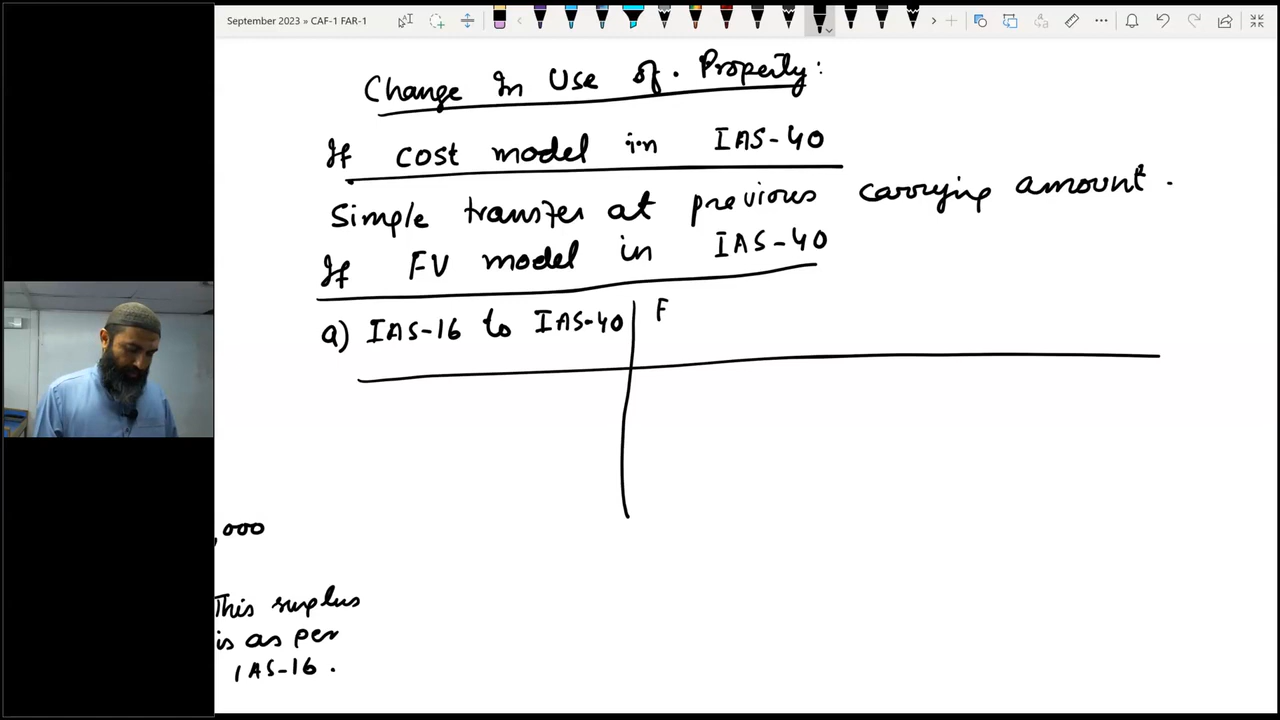 September 2023 » CAF-1 FAR-1
Change In Use of. Property:
If cost model in IAS-40
Simple transfer at previous carrying amount.
If FV model in IAS-40
a) IAS-16 to IAS-40 F
,000
This surplus
is as per
IAS-16.